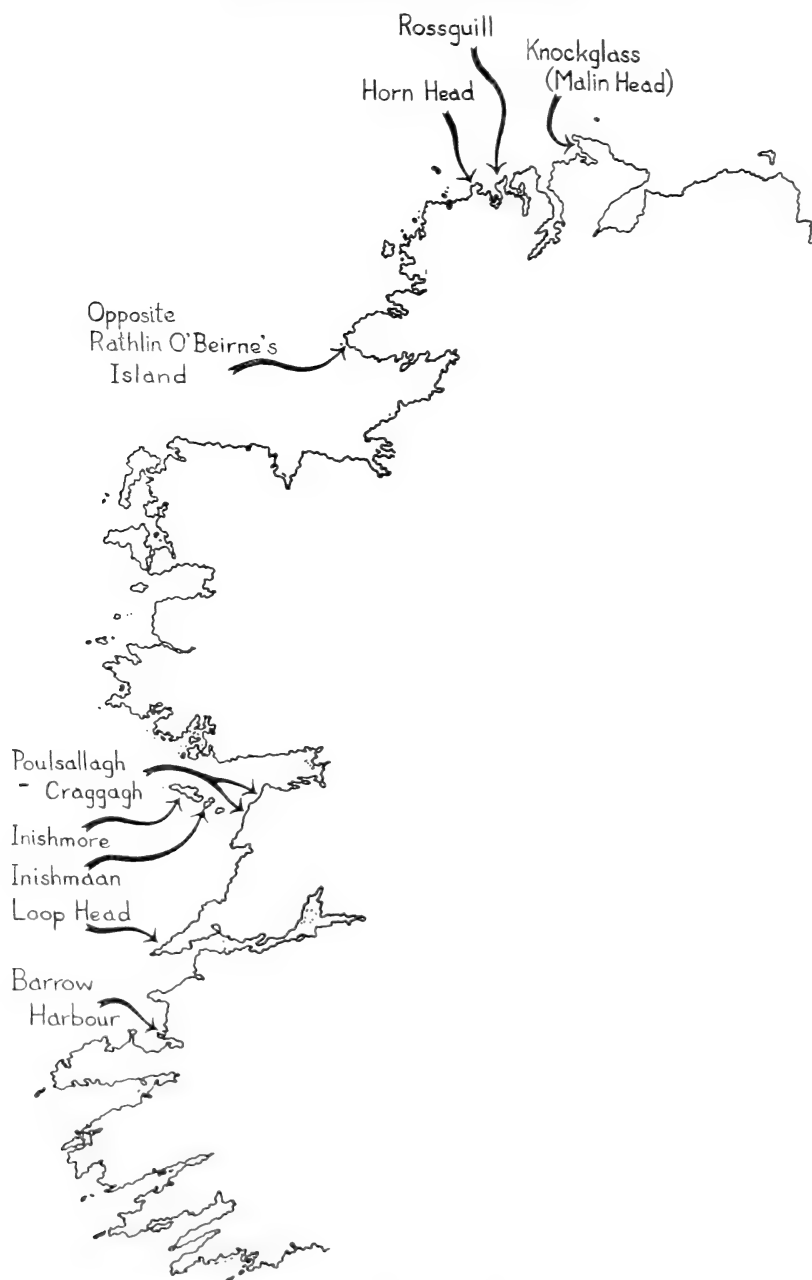 Rossguill
Knockglass
(Malin Head)
Horn Head
Opposite
Rathlin O'Beirne's
Island
Poulsallagh
- Craggagh
Inishmore
Inishmaan
Loop Head
Barrow
Harbour